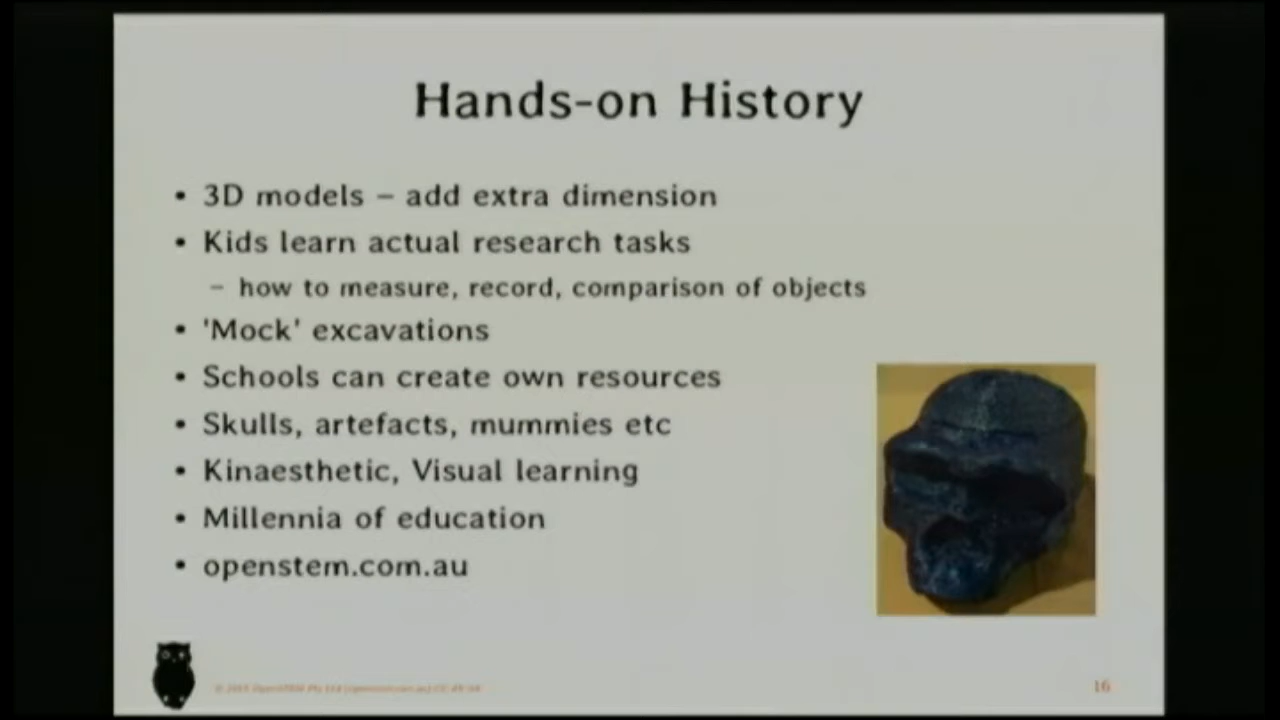 Hands-on History
• 3D models – add extra dimension
• Kids learn actual research tasks
– how to measure, record, comparison of objects
• 'Mock' excavations
• Schools can create own resources
• Skulls, artefacts, mummies etc
• Kinaesthetic, Visual learning
• Millennia of education
• openstem.com.au
16